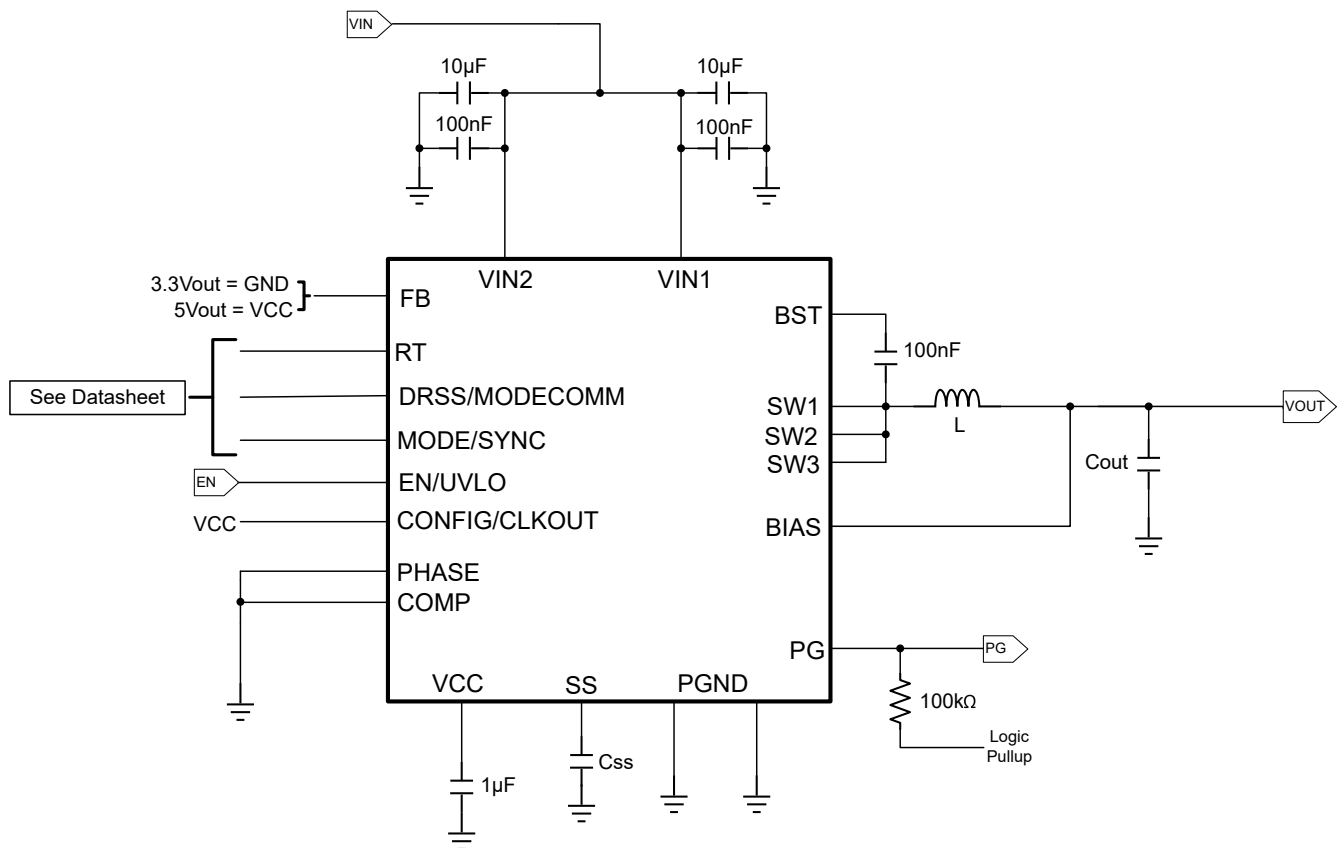 VIN
10µF
10µF
100nF
100nF
VIN2
VIN1
3.3Vout = GND
5Vout = VCC
FB
BST
RT
100nF
See Datasheet
DRSS/MODECOMM
SW1
L
VOUT
SW2
MODE/SYNC
SW3
Cout
EN
EN/UVLO
VCC
CONFIG/CLKOUT
BIAS
PHASE
COMP
PG
PG
VCC
SS
PGND
100kΩ
Logic
Pullup
Css
1µF